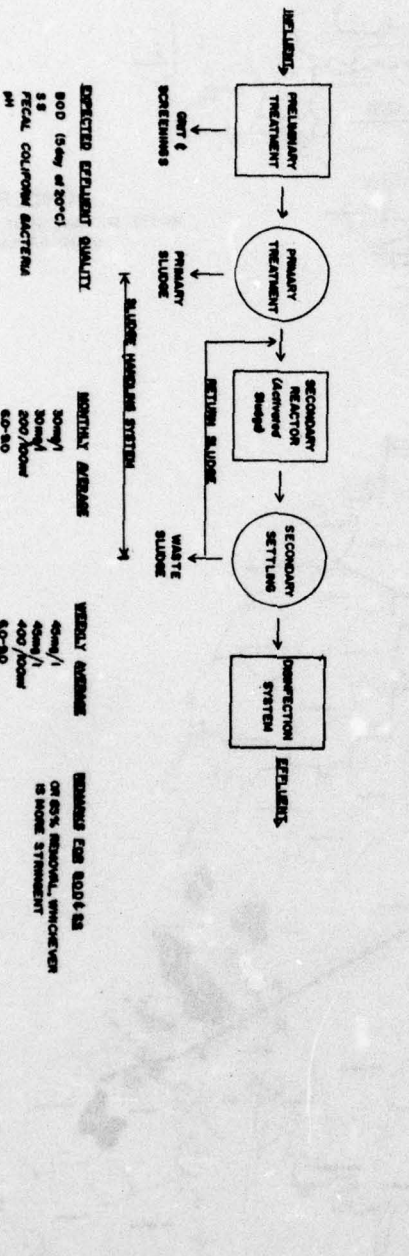 INFLUENT
PRELIMINARY
TREATMENT
GRIT &
SCREENINGS
PRIMARY
TREATMENT
PRIMARY
SLUDGE
SECONDARY
REACTOR
(Activated
Sludge)
RETURN SLUDGE
SECONDARY
SETTLING
WASTE
SLUDGE
DISINFECTION
SYSTEM
EFFLUENT
SLUDGE HANDLING SYSTEM
EXPECTED EFFLUENT QUALITY MONTHLY AVERAGE WEEKLY AVERAGE REMARKS FOR BOD & SS
BOD (5 day at 20°C) 30mg/l 45mg/l OR 85% REMOVAL, WHICHEVER
SS 30mg/l 45mg/l IS MORE STRINGENT
FECAL COLIFORM BACTERIA 200/100ml 400/100ml
pH 6.0-9.0 6.0-9.0